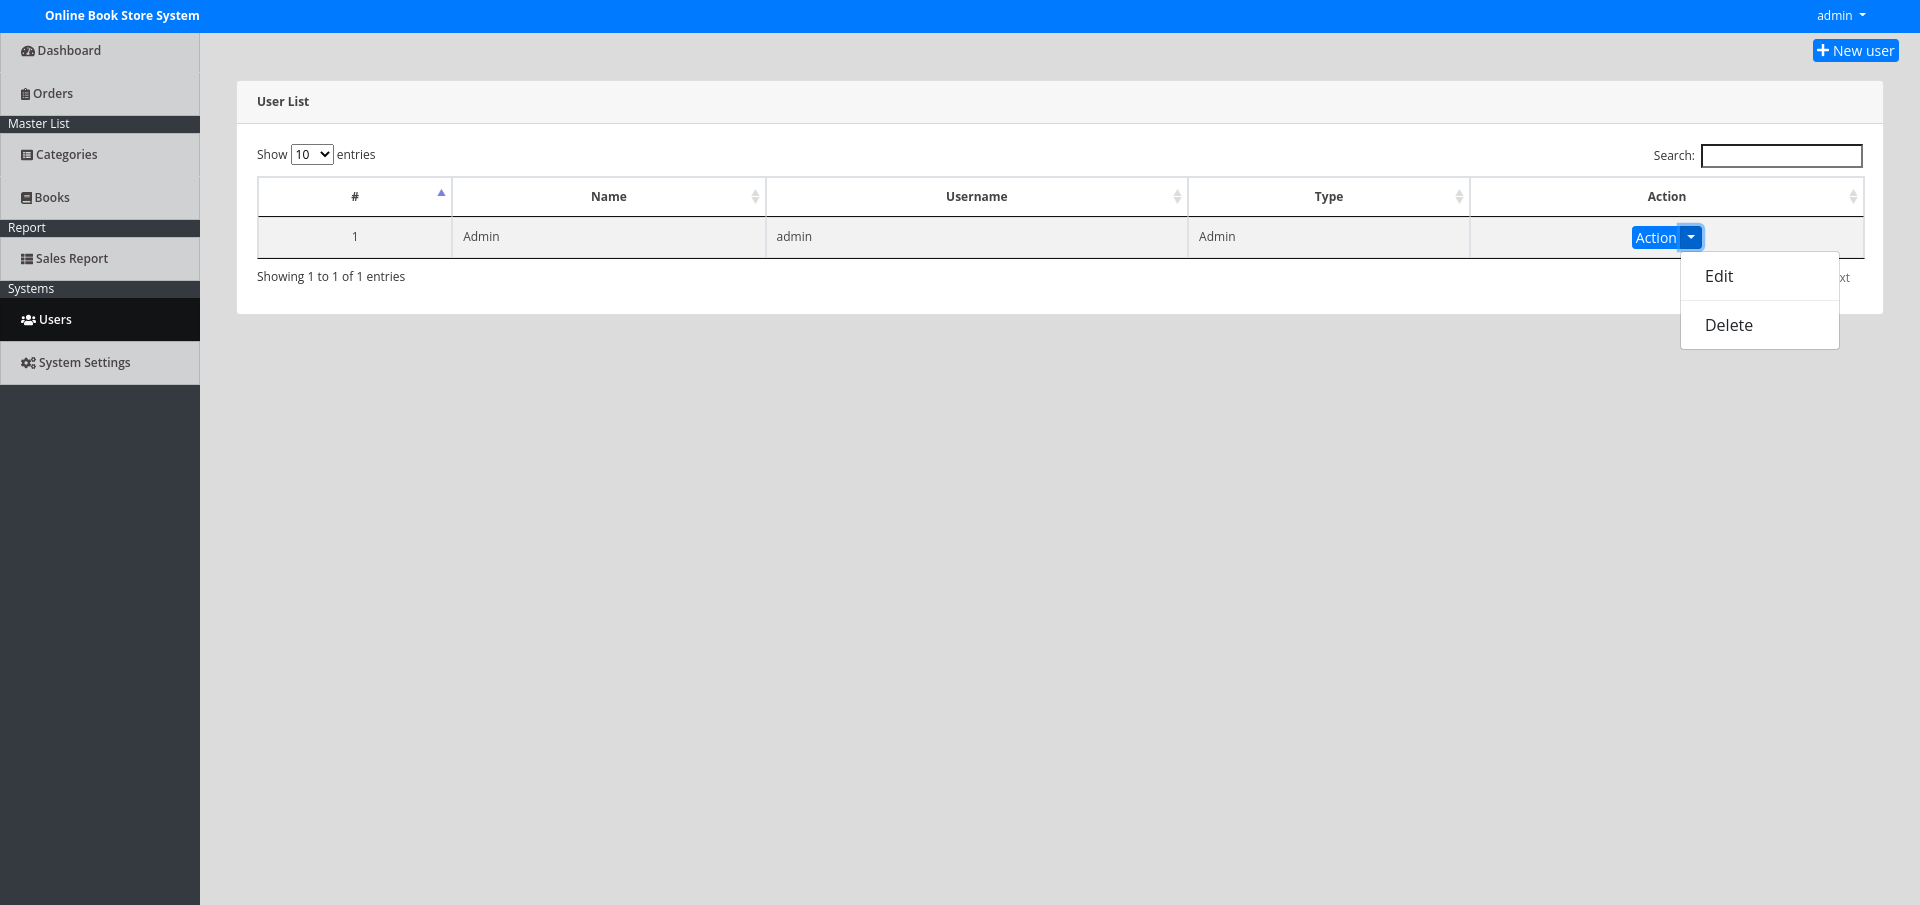 Online Book Store System
admin
Dashboard
Orders
Master List
Categories
Books
Report
Sales Report
Systems
Users
System Settings
New user
User List
Show 10 entries
Search:
# Name Username Type Action
1 Admin admin Admin Action
Showing 1 to 1 of 1 entries
xt
Edit
Delete